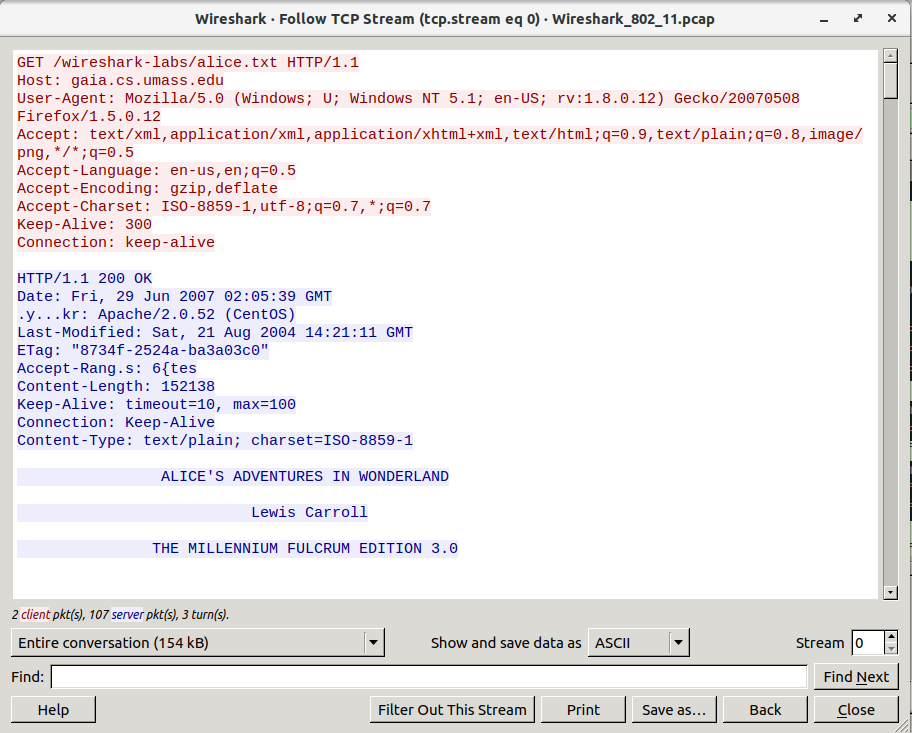 Wireshark · Follow TCP Stream (tcp.stream eq 0) · Wireshark_802_11.pcap
GET /wireshark-labs/alice.txt HTTP/1.1
Host: gaia.cs.umass.edu
User-Agent: Mozilla/5.0 (Windows; U; Windows NT 5.1; en-US; rv:1.8.0.12) Gecko/20070508
Firefox/1.5.0.12
Accept: text/xml,application/xml,application/xhtml+xml,text/html;q=0.9,text/plain;q=0.8,image/
png,*/*;q=0.5
Accept-Language: en-us,en;q=0.5
Accept-Encoding: gzip,deflate
Accept-Charset: ISO-8859-1,utf-8;q=0.7,*;q=0.7
Keep-Alive: 300
Connection: keep-alive
HTTP/1.1 200 OK
Date: Fri, 29 Jun 2007 02:05:39 GMT
.y...kr: Apache/2.0.52 (CentOS)
Last-Modified: Sat, 21 Aug 2004 14:21:11 GMT
ETag: "8734f-2524a-ba3a03c0"
Accept-Rang.s: 6{tes
Content-Length: 152138
Keep-Alive: timeout=10, max=100
Connection: Keep-Alive
Content-Type: text/plain; charset=ISO-8859-1
ALICE'S ADVENTURES IN WONDERLAND
Lewis Carroll
THE MILLENNIUM FULCRUM EDITION 3.0
2 client pkt(s), 107 server pkt(s), 3 turn(s).
Entire conversation (154 kB) Show and save data as ASCII Stream 0
Find: Find Next
Help Filter Out This Stream Print Save as... Back Close